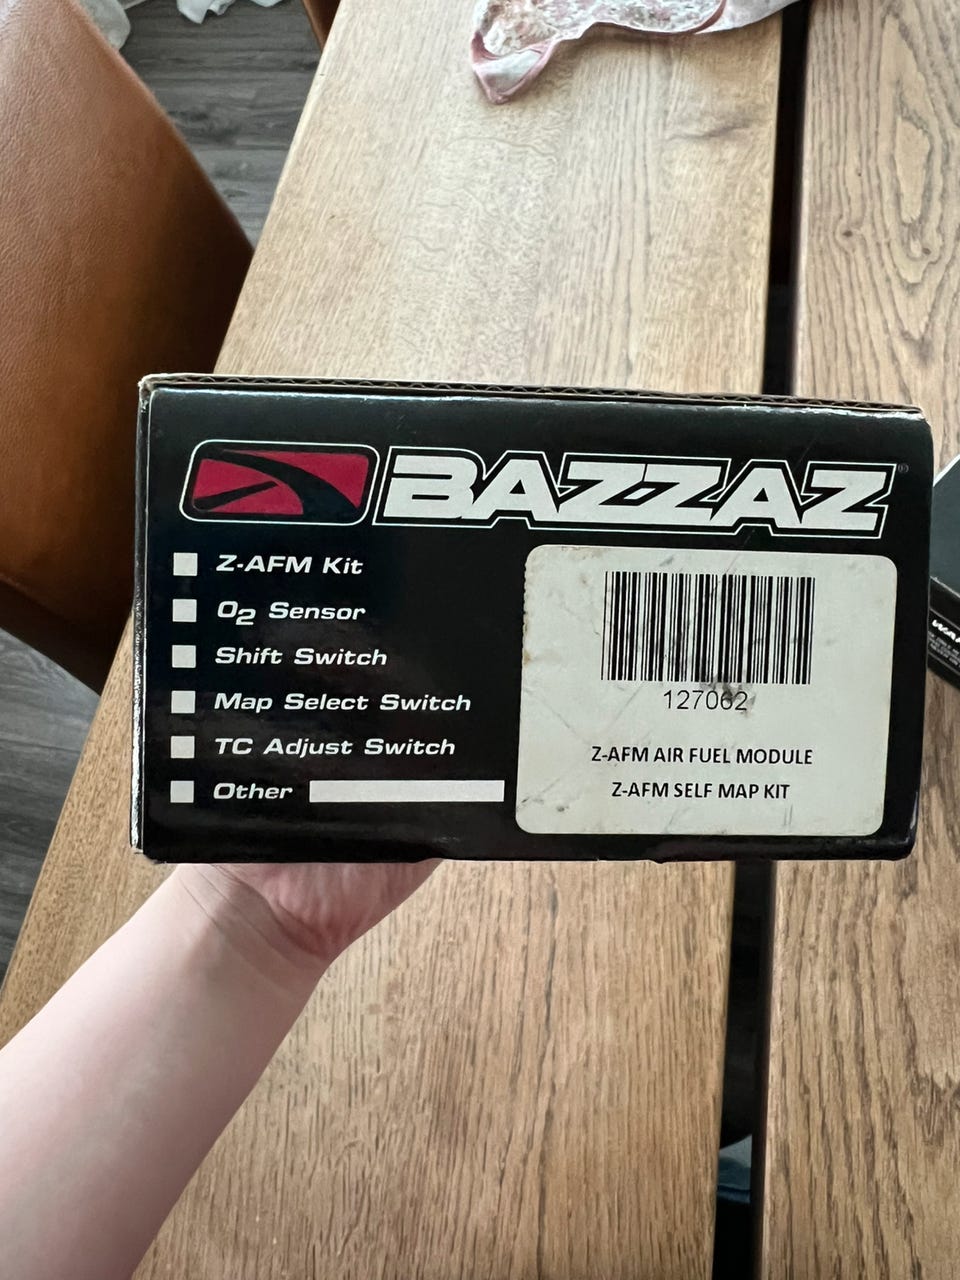 BAZZAZ®
Z-AFM Kit
O2 Sensor
Shift Switch
Map Select Switch
TC Adjust Switch
Other
127062
Z-AFM AIR FUEL MODULE
Z-AFM SELF MAP KIT